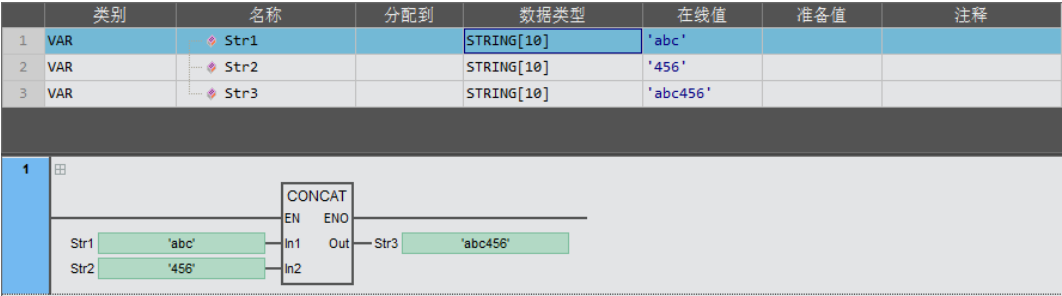 类别 名称 分配到 数据类型 在线值 准备值 注释
1 VAR Str1 STRING[10] 'abc'
2 VAR Str2 STRING[10] '456'
3 VAR Str3 STRING[10] 'abc456'
1
CONCAT
EN ENO
Str1 'abc' In1 Out Str3 'abc456'
Str2 '456' In2